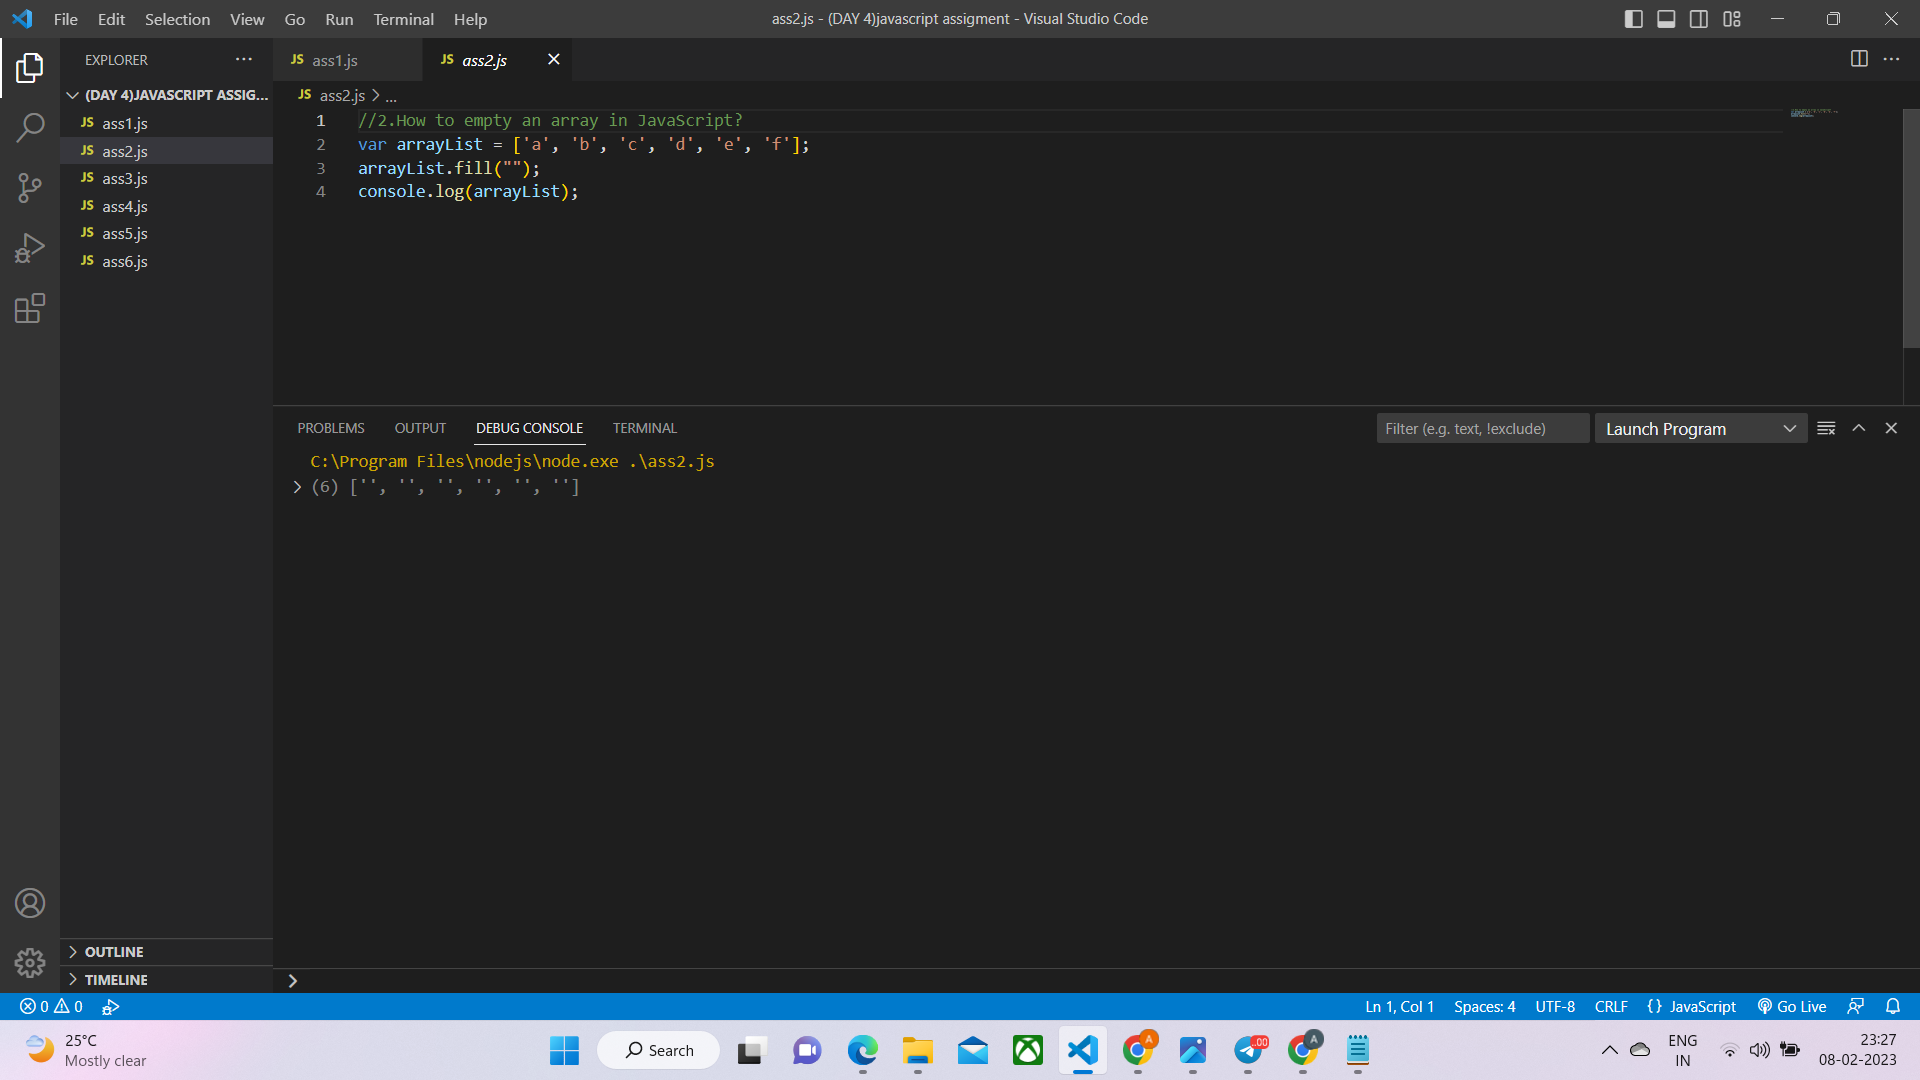 File Edit Selection View Go Run Terminal Help
ass2.js - (DAY 4)javascript assigment - Visual Studio Code
EXPLORER
JS ass1.js
JS ass2.js
(DAY 4)JAVASCRIPT ASSIG...
JS ass1.js
JS ass2.js
JS ass3.js
JS ass4.js
JS ass5.js
JS ass6.js
JS ass2.js > ...
1 //2.How to empty an array in JavaScript?
2 var arrayList = ['a', 'b', 'c', 'd', 'e', 'f'];
3 arrayList.fill("");
4 console.log(arrayList);
PROBLEMS OUTPUT DEBUG CONSOLE TERMINAL
Filter (e.g. text, !exclude)
Launch Program
C:\Program Files\nodejs\node.exe .\ass2.js
(6) ['', '', '', '', '', '']
OUTLINE
TIMELINE
0 0
Ln 1, Col 1 Spaces: 4 UTF-8 CRLF {} JavaScript Go Live
25°C
Mostly clear
Search
A
..00
A
ENG
IN
23:27
08-02-2023